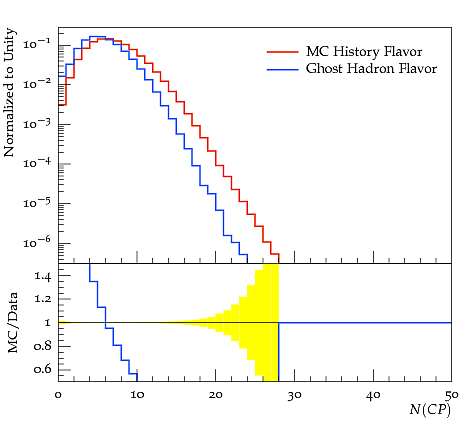 Normalized to Unity
MC History Flavor
Ghost Hadron Flavor
10⁻¹
10⁻²
10⁻³
10⁻⁴
10⁻⁵
10⁻⁶
MC/Data
1.4
1.2
1
0.8
0.6
0 10 20 30 40 50
N(CP)